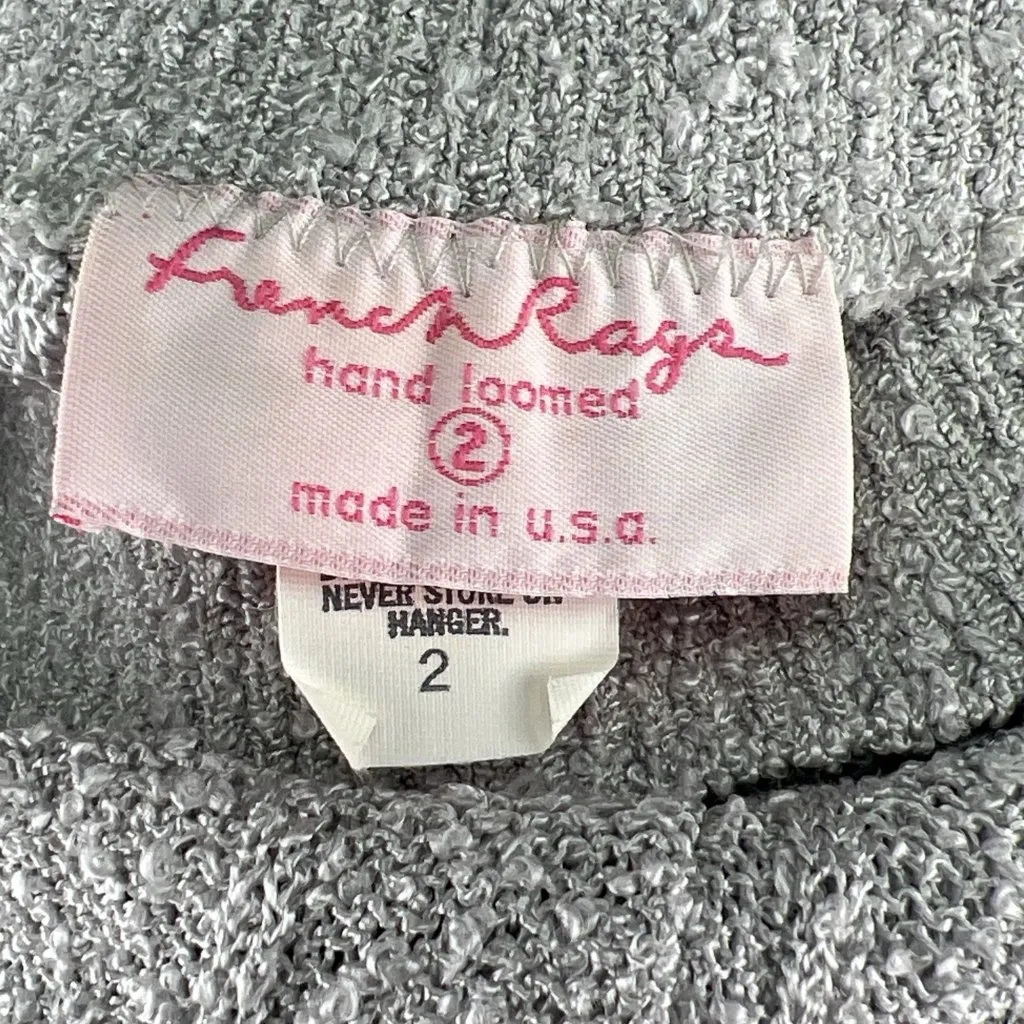 French Rags
hand loomed
2
made in u.s.a.
NEVER STORE ON
HANGER.
2